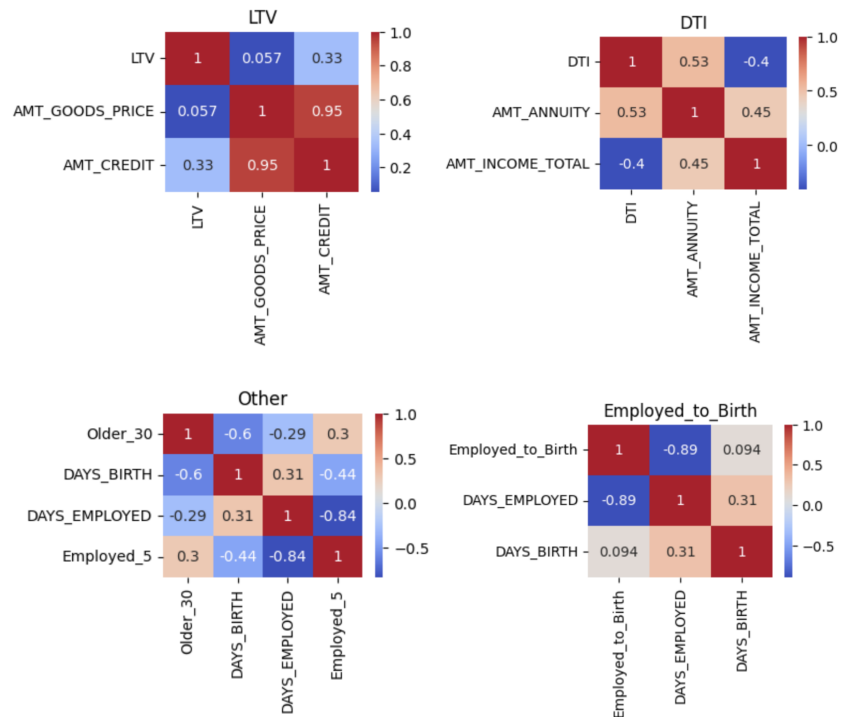 LTV
LTV 1 0.057 0.33
AMT_GOODS_PRICE 0.057 1 0.95
AMT_CREDIT 0.33 0.95 1
LTV
AMT_GOODS_PRICE
AMT_CREDIT
1.0
0.8
0.6
0.4
0.2
DTI
DTI 1 0.53 -0.4
AMT_ANNUITY 0.53 1 0.45
AMT_INCOME_TOTAL -0.4 0.45 1
DTI
AMT_ANNUITY
AMT_INCOME_TOTAL
1.0
0.5
0.0
Other
Older_30 1 -0.6 -0.29 0.3
DAYS_BIRTH -0.6 1 0.31 -0.44
DAYS_EMPLOYED -0.29 0.31 1 -0.84
Employed_5 0.3 -0.44 -0.84 1
Older_30
DAYS_BIRTH
DAYS_EMPLOYED
Employed_5
1.0
0.5
0.0
−0.5
Employed_to_Birth
Employed_to_Birth 1 -0.89 0.094
DAYS_EMPLOYED -0.89 1 0.31
DAYS_BIRTH 0.094 0.31 1
Employed_to_Birth
DAYS_EMPLOYED
DAYS_BIRTH
1.0
0.5
0.0
−0.5